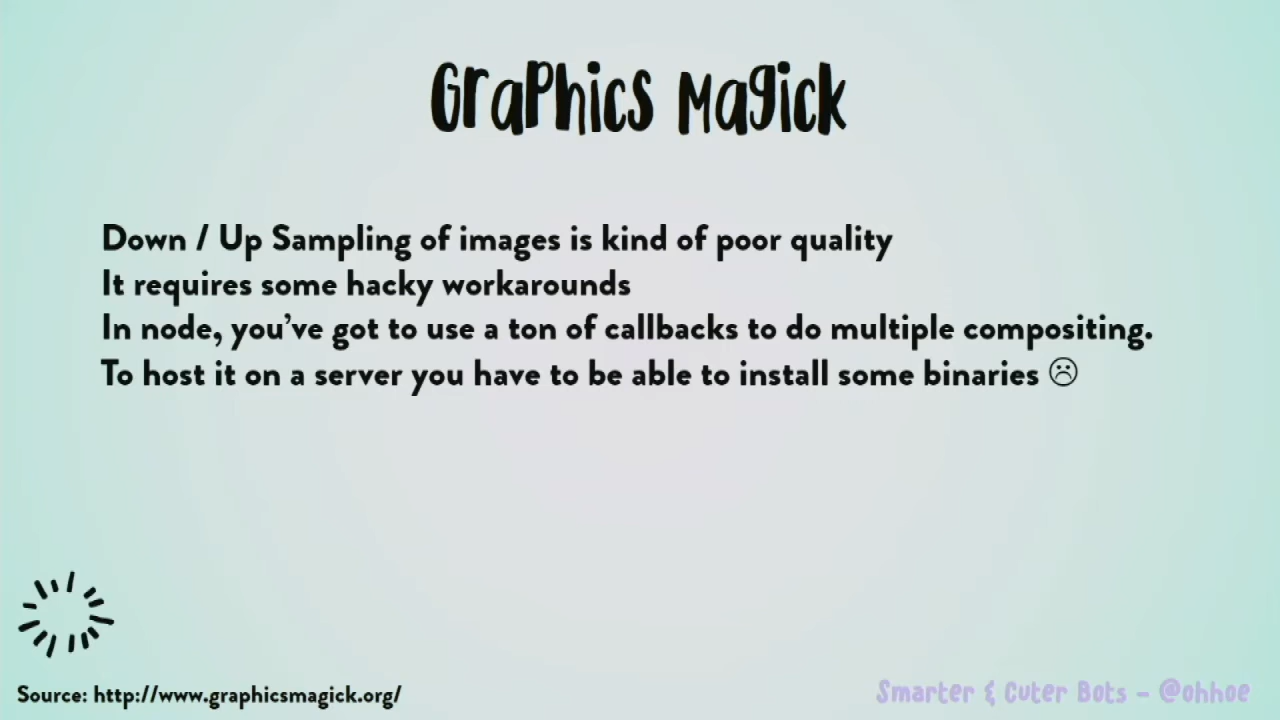 Graphics Magick
Down / Up Sampling of images is kind of poor quality
It requires some hacky workarounds
In node, you’ve got to use a ton of callbacks to do multiple compositing.
To host it on a server you have to be able to install some binaries ☹
Source: http://www.graphicsmagick.org/
Smarter & Cuter Bots – @ohhoe